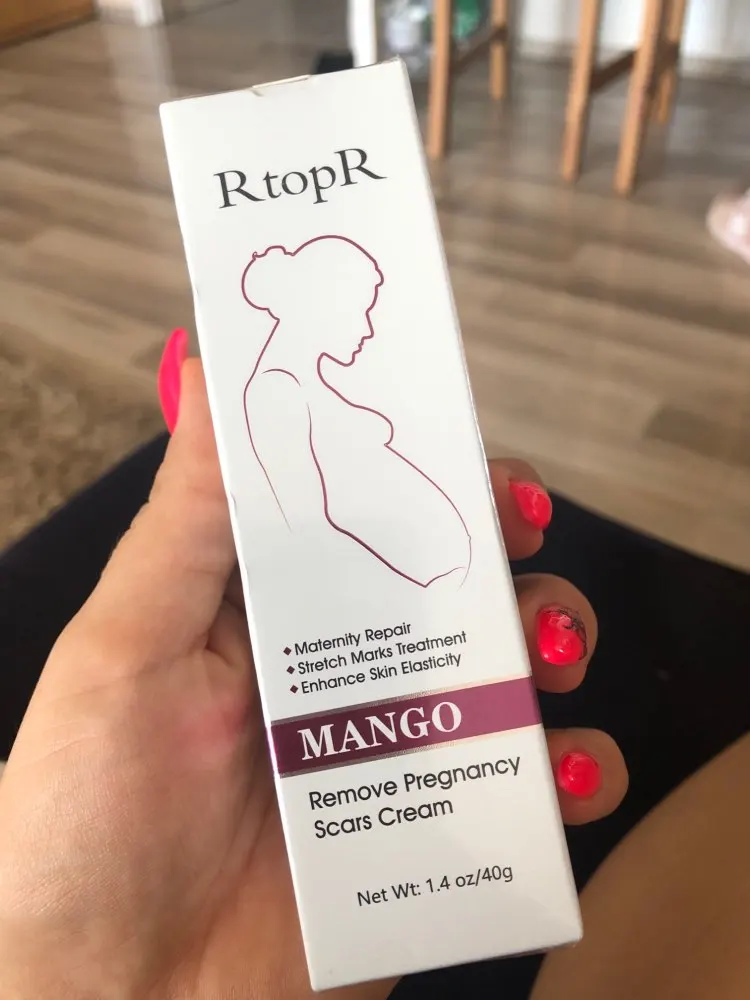 RtopR
◆ Maternity Repair
◆ Stretch Marks Treatment
◆ Enhance Skin Elasticity
MANGO
Remove Pregnancy
Scars Cream
Net Wt: 1.4 oz/40g